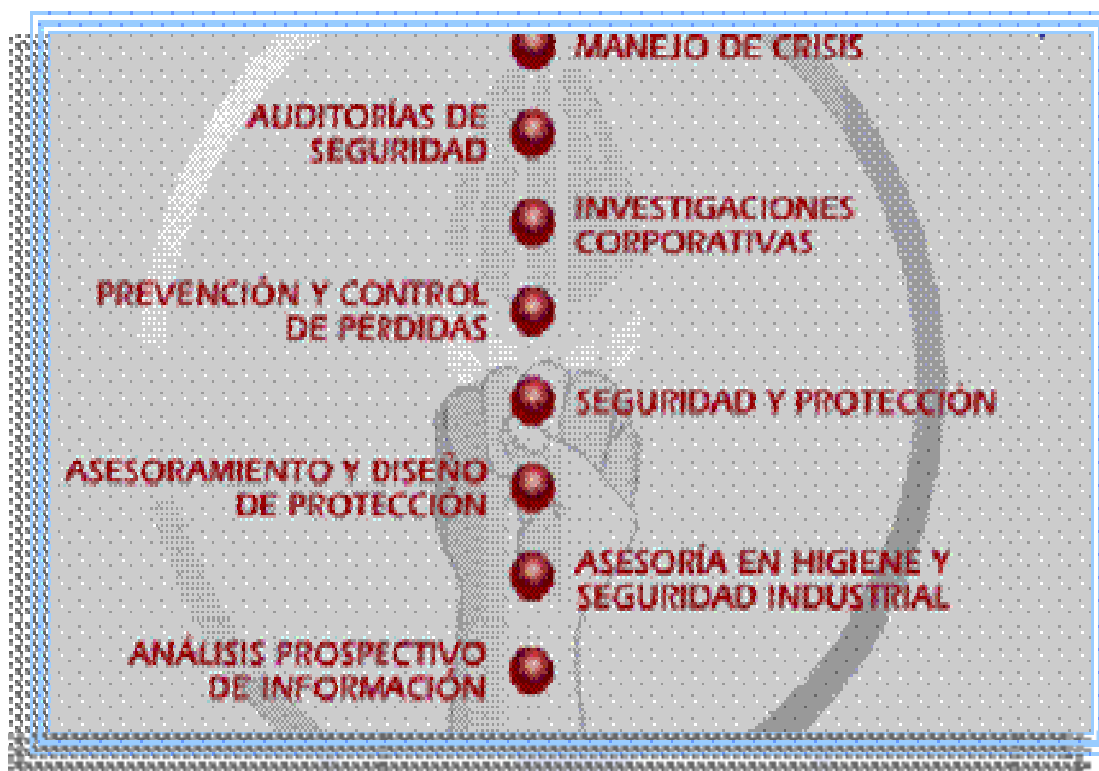 MANEJO DE CRISIS
AUDITORÍAS DE
SEGURIDAD
INVESTIGACIONES
CORPORATIVAS
PREVENCIÓN Y CONTROL
DE PÉRDIDAS
SEGURIDAD Y PROTECCIÓN
ASESORAMIENTO Y DISEÑO
DE PROTECCIÓN
ASESORÍA EN HIGIENE Y
SEGURIDAD INDUSTRIAL
ANÁLISIS PROSPECTIVO
DE INFORMACIÓN